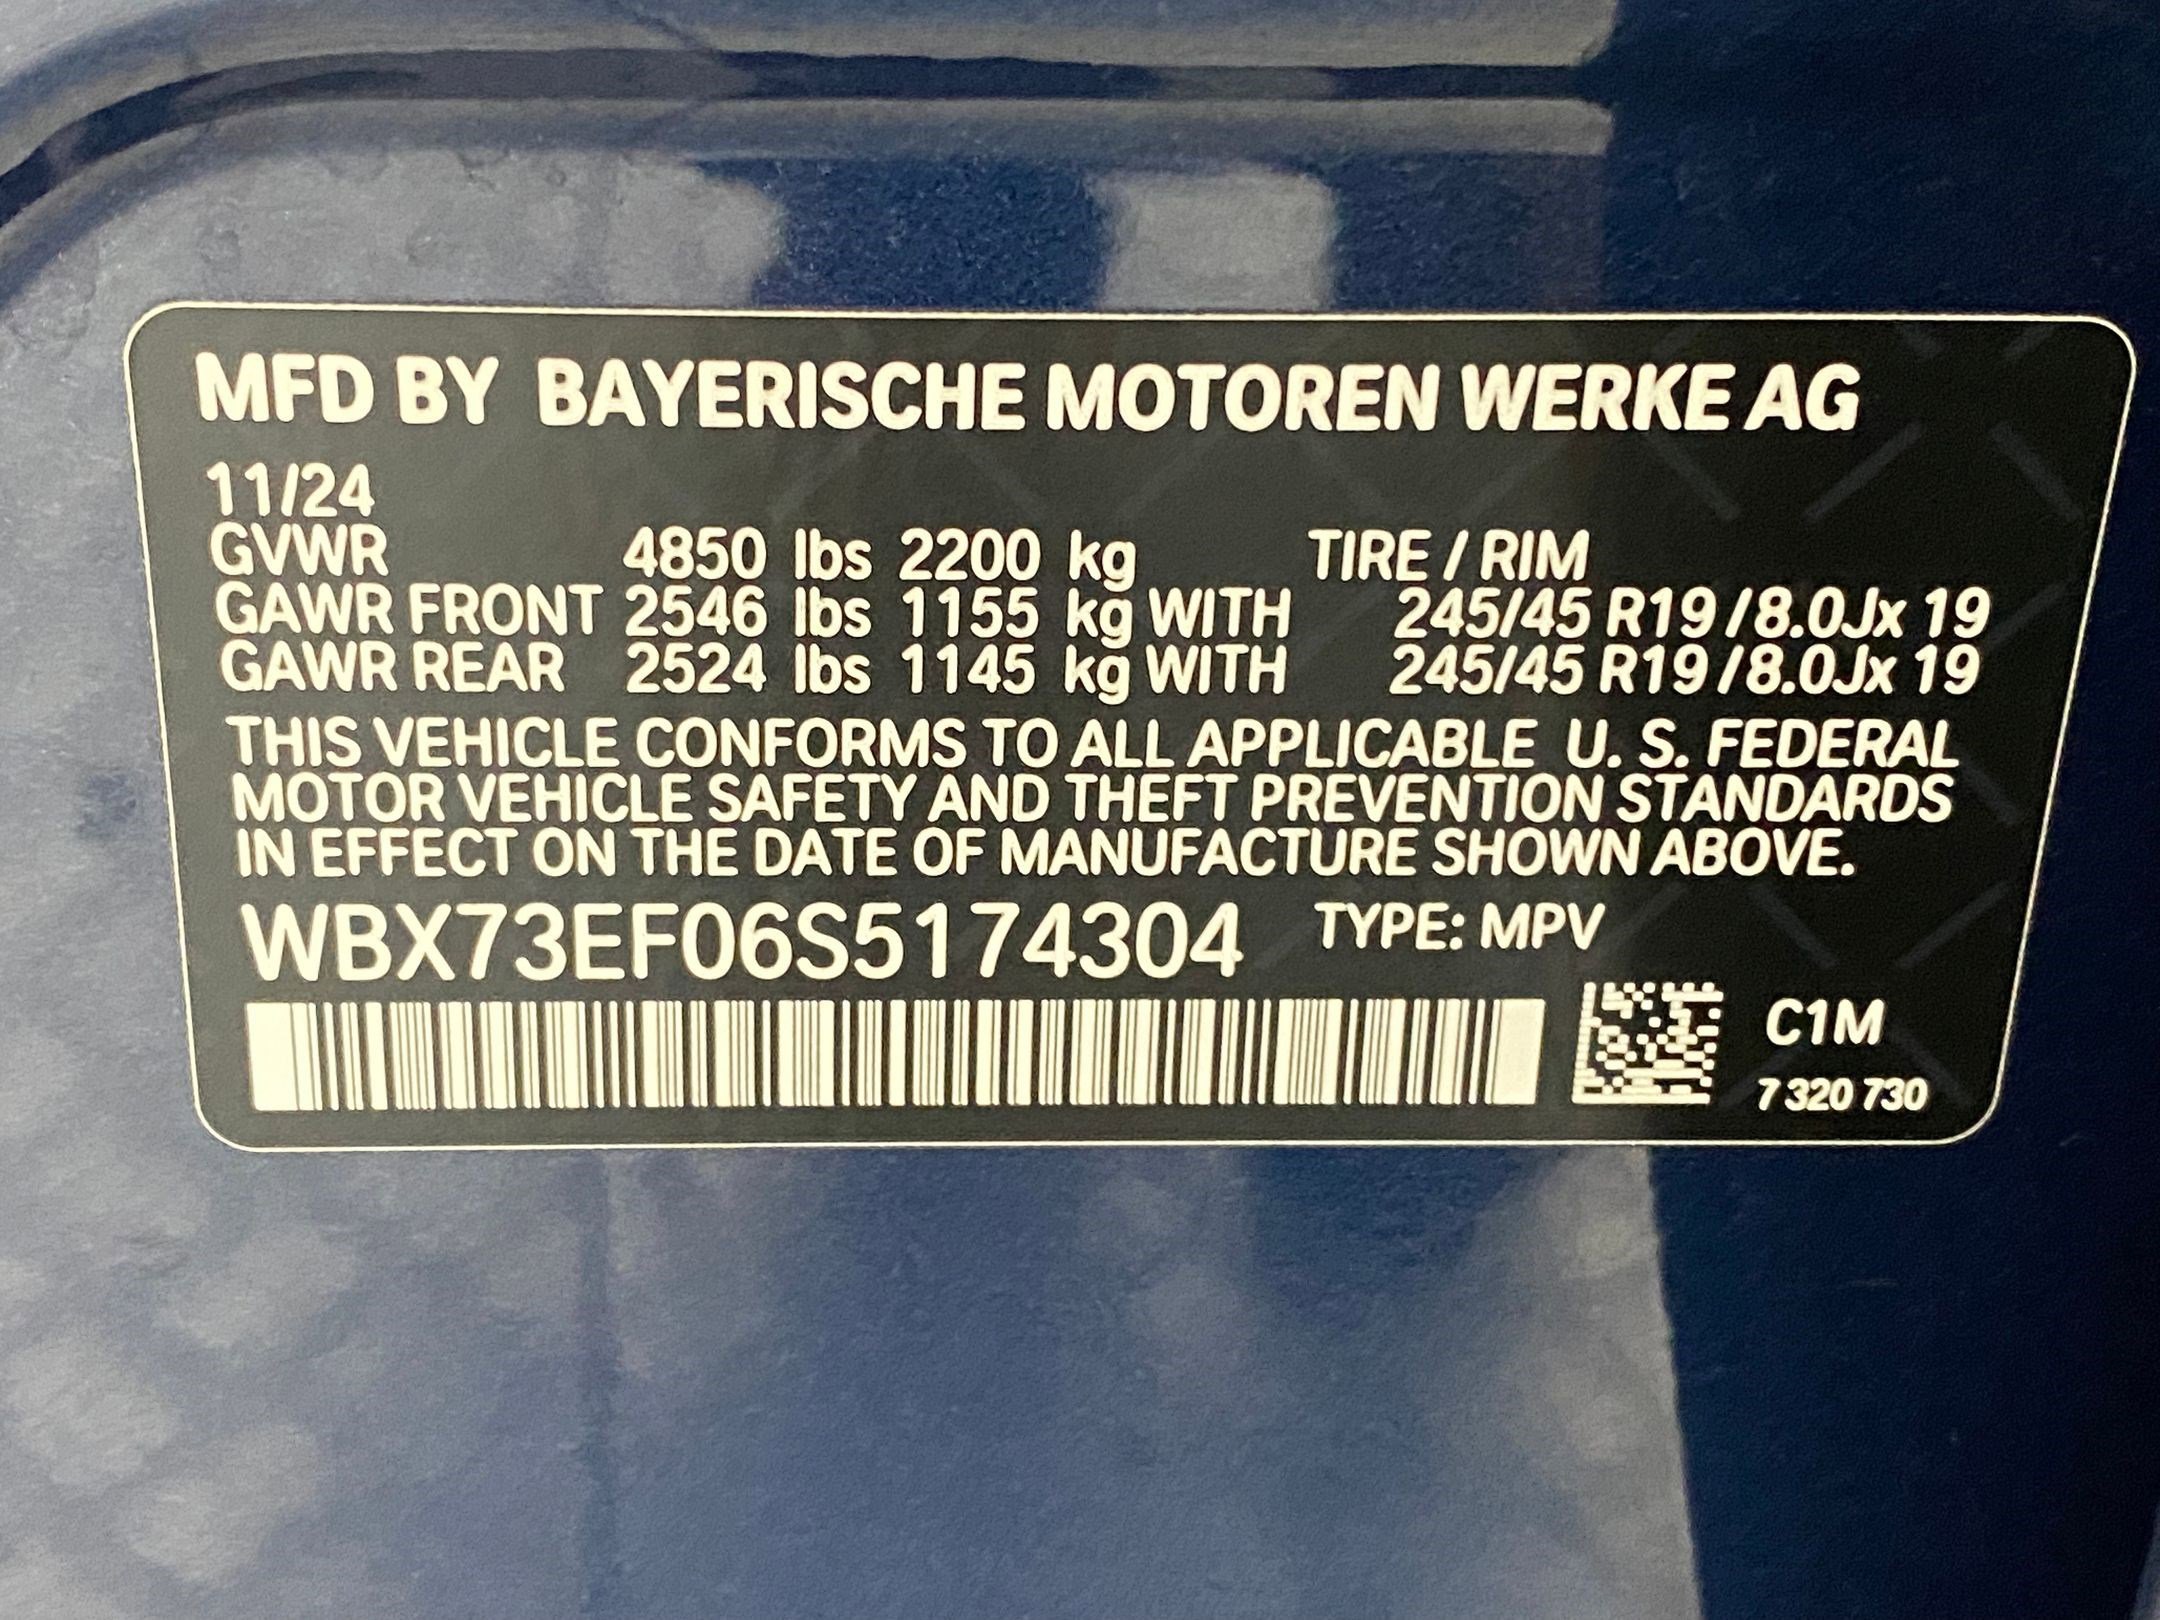 MFD BY BAYERISCHE MOTOREN WERKE AG
11/24
GVWR 4850 lbs 2200 kg TIRE / RIM
GAWR FRONT 2546 lbs 1155 kg WITH 245/45 R19 /8.0Jx 19
GAWR REAR 2524 lbs 1145 kg WITH 245/45 R19 /8.0Jx 19
THIS VEHICLE CONFORMS TO ALL APPLICABLE U. S. FEDERAL
MOTOR VEHICLE SAFETY AND THEFT PREVENTION STANDARDS
IN EFFECT ON THE DATE OF MANUFACTURE SHOWN ABOVE.
WBX73EF06S5174304 TYPE: MPV
C1M
7 320 730